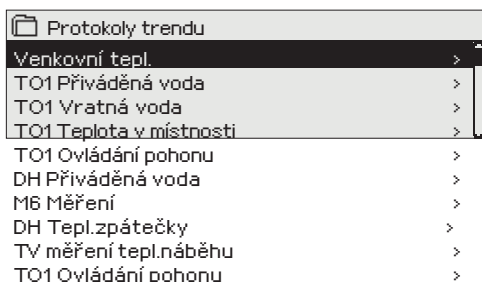 Protokoly trendu
Venkovní tepl. >
TO1 Přiváděná voda >
TO1 Vratná voda >
TO1 Teplota v místnosti >
TO1 Ovládání pohonu >
DH Přiváděná voda >
M6 Měření >
DH Tepl.zpátečky >
TV měření tepl.náběhu >
TO1 Ovládání pohonu >